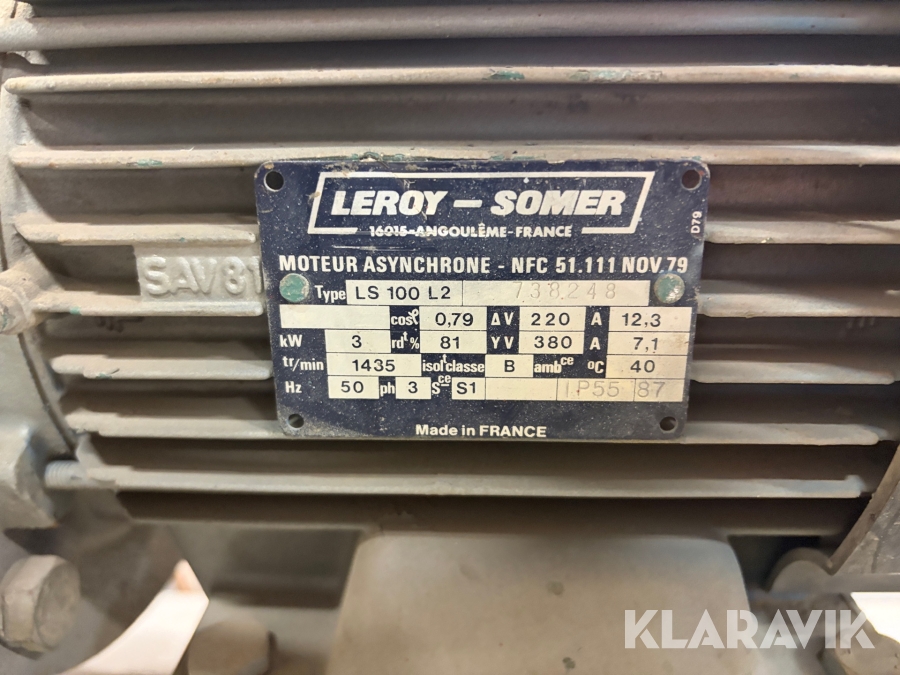 LEROY - SOMER
16015-ANGOULÊME-FRANCE
D79
MOTEUR ASYNCHRONE - NFC 51.111 NOV.79
SAV81
Type LS 100 L2 738248
cosφ 0,79 ΔV 220 A 12,3
kW 3 rdt% 81 YV 380 A 7,1
tr/min 1435 isolt classe B ambce °C 40
Hz 50 ph 3 Sce S1 IP55 87
Made in FRANCE
KLARAVIK